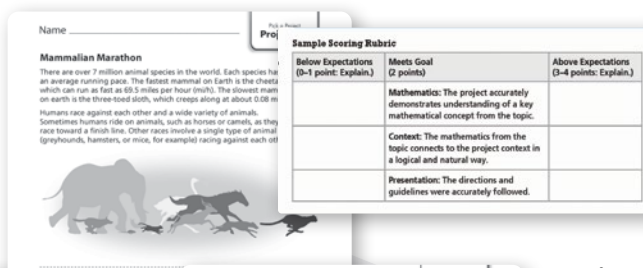 Name
Pick a Project
Mammalian Marathon
There are over 7 million animal species in the world. Each species
an average running pace. The fastest mammal on Earth is the
which can run as fast as 69.5 miles per hour (mi/h). The slowest
on earth is the three-toed sloth, which creeps along at about 0.08
Humans race against each other and a wide variety of animals.
Sometimes humans ride on animals, such as horses or camels, as they
race toward a finish line. Other races involve a single type of animal
(greyhounds, hamsters, or mice, for example) racing against each
Sample Scoring Rubric
Below Expectations
(0–1 point: Explain.)
Meets Goal
(2 points)
Above Expectations
(3–4 points: Explain.)
Mathematics: The project accurately
demonstrates understanding of a key
mathematical concept from the topic.
Context: The mathematics from the
topic connects to the project context in
a logical and natural way.
Presentation: The directions and
guidelines were accurately followed.